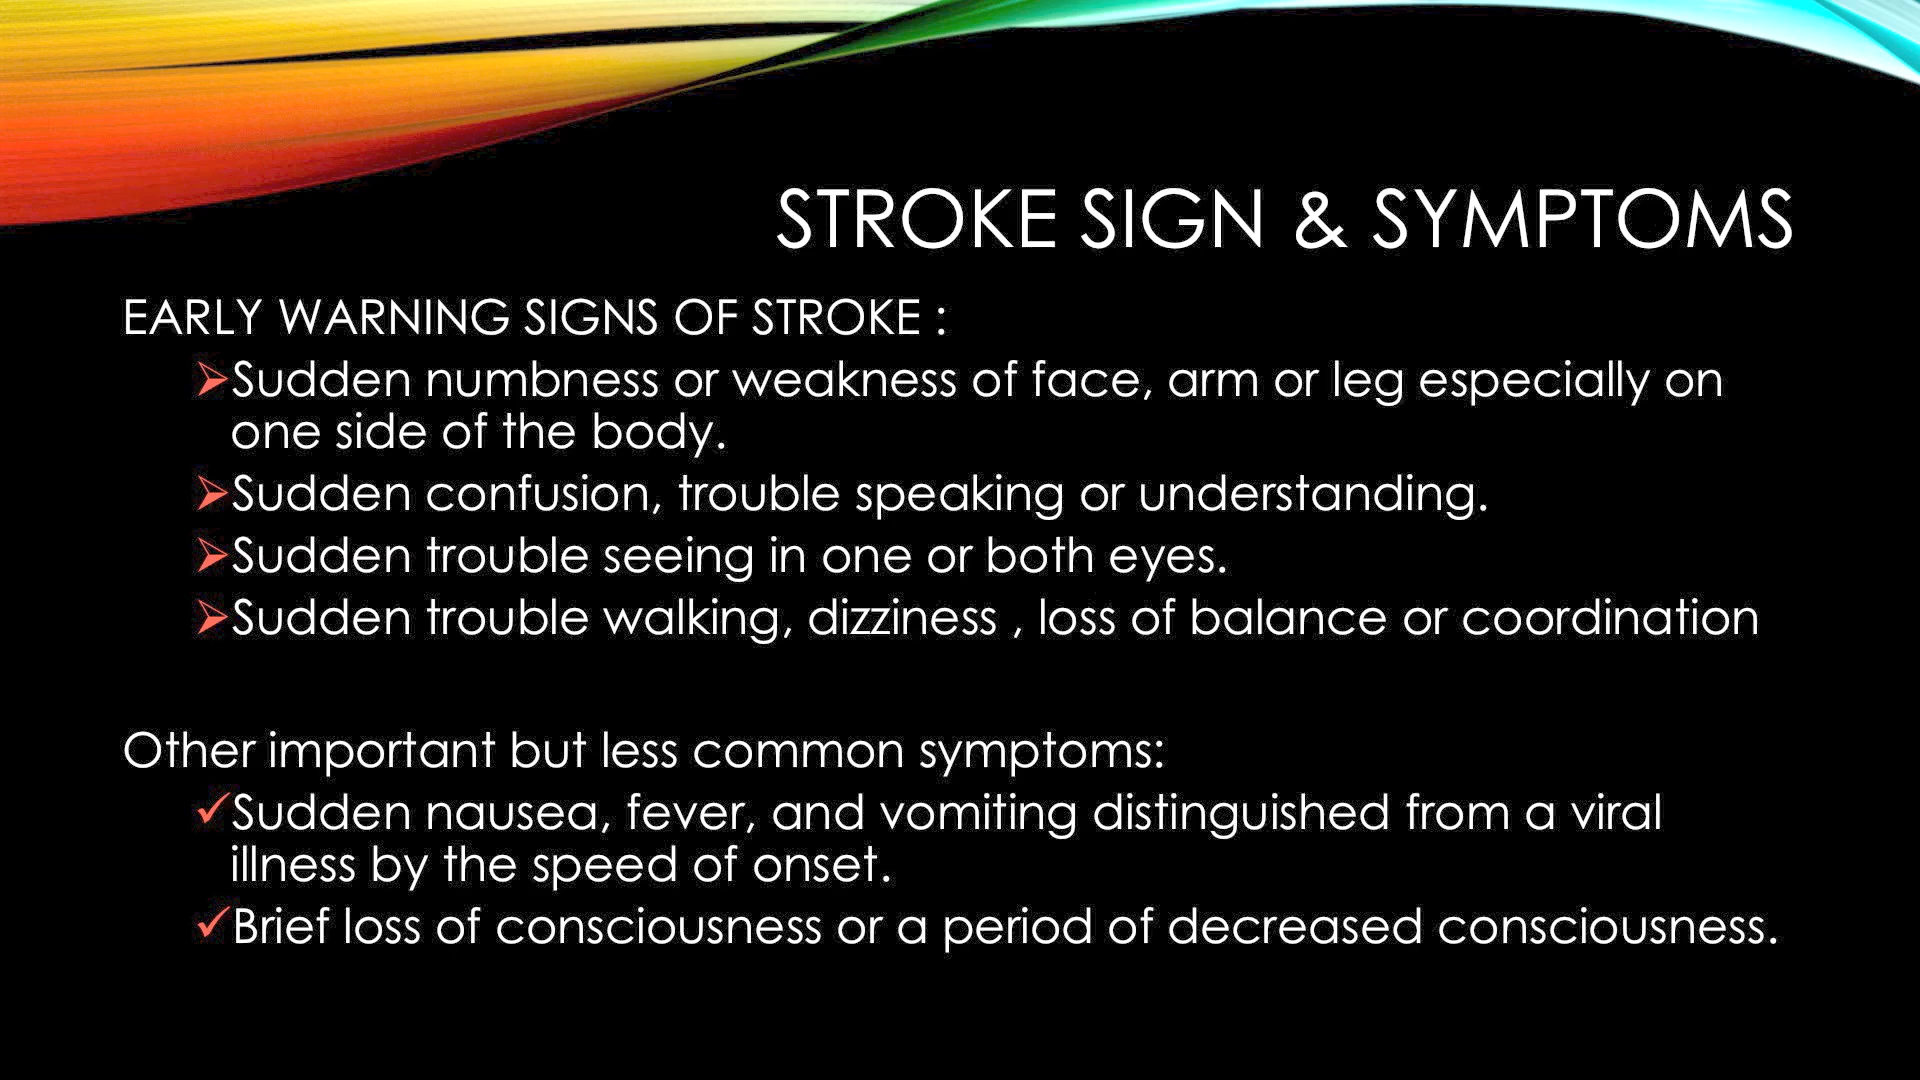 STROKE SIGN & SYMPTOMS
EARLY WARNING SIGNS OF STROKE :
➢Sudden numbness or weakness of face, arm or leg especially on
one side of the body.
➢Sudden confusion, trouble speaking or understanding.
➢Sudden trouble seeing in one or both eyes.
➢Sudden trouble walking, dizziness , loss of balance or coordination
Other important but less common symptoms:
✓Sudden nausea, fever, and vomiting distinguished from a viral
illness by the speed of onset.
✓Brief loss of consciousness or a period of decreased consciousness.